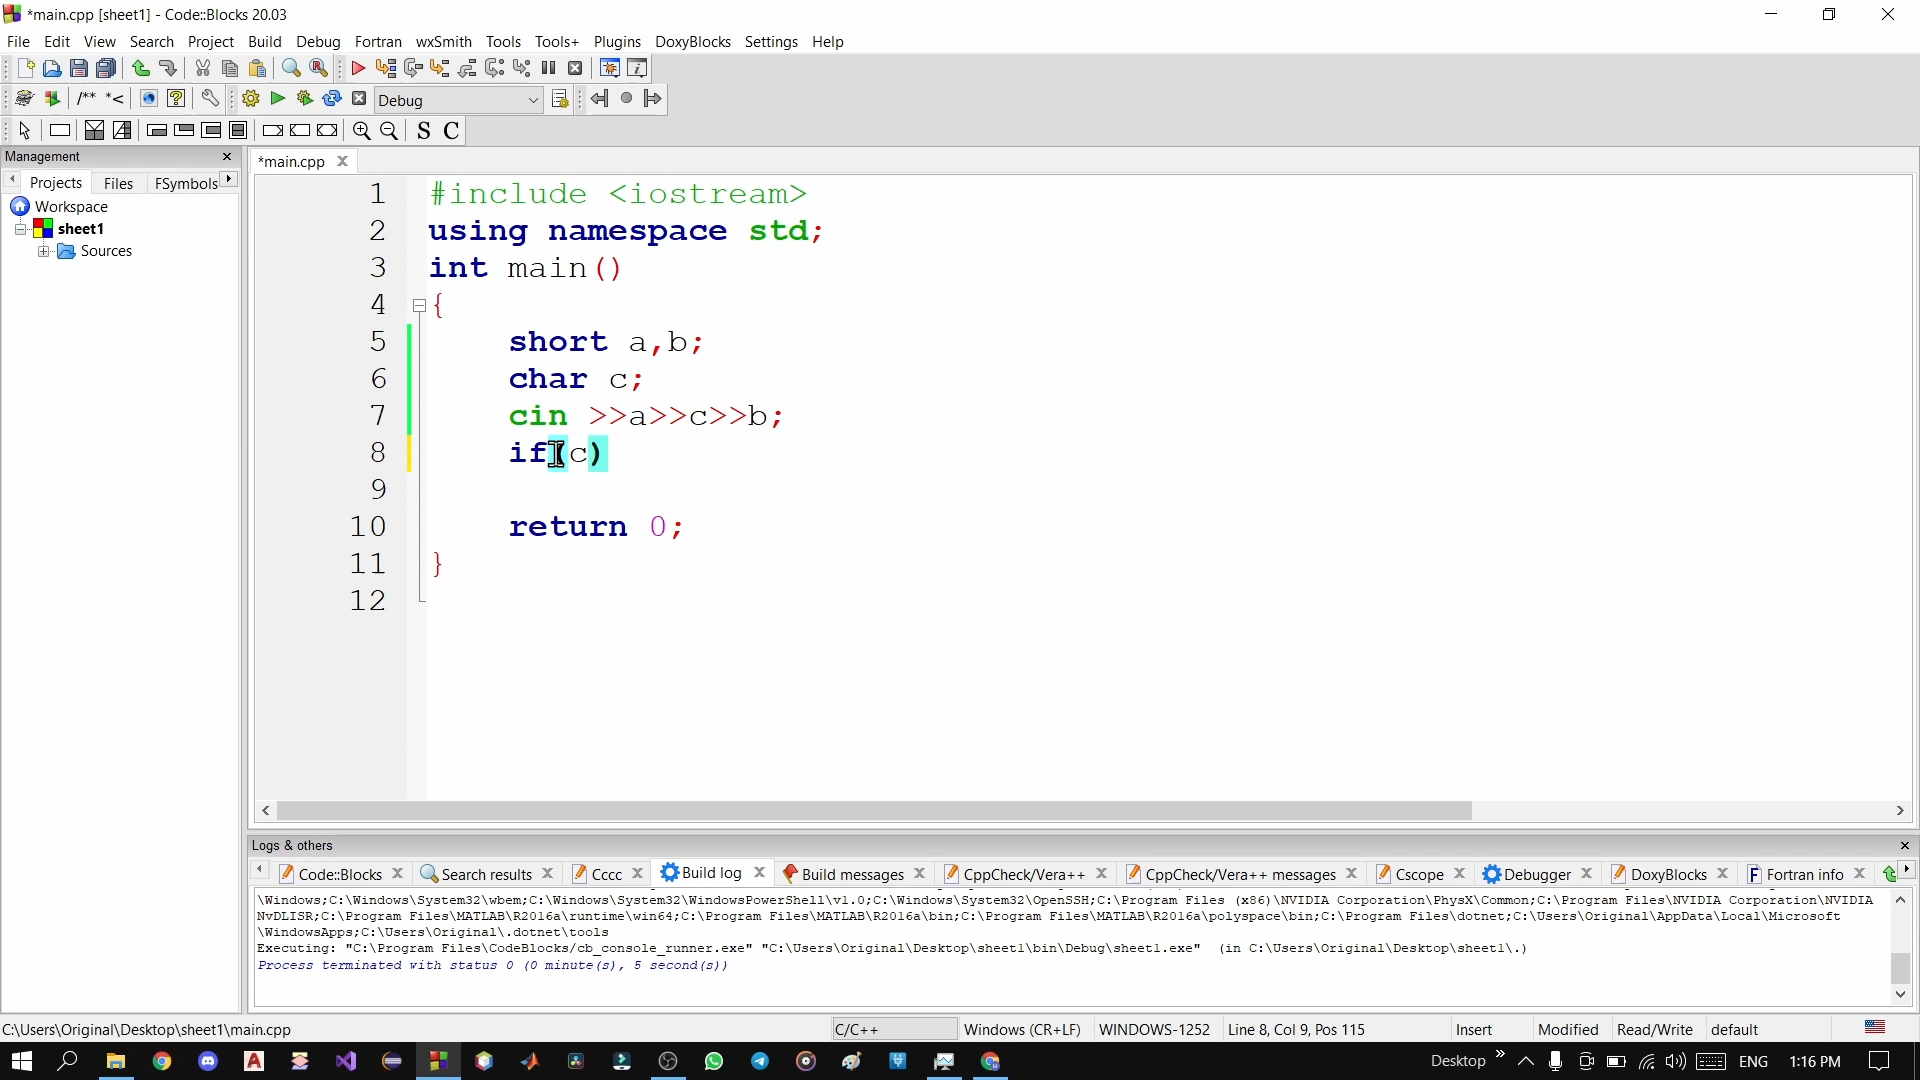 *main.cpp [sheet1] - Code::Blocks 20.03
File Edit View Search Project Build Debug Fortran wxSmith Tools Tools+ Plugins DoxyBlocks Settings Help
/** *<
Debug
S C
Management
*main.cpp
Projects Files FSymbols
Workspace
sheet1
Sources
1 #include <iostream>
2 using namespace std;
3 int main()
4 {
5 short a,b;
6 char c;
7 cin >>a>>c>>b;
8 if(c)
9
10 return 0;
11 }
12
Logs & others
Code::Blocks Search results Cccc Build log Build messages CppCheck/Vera++ CppCheck/Vera++ messages Cscope Debugger DoxyBlocks Fortran info
\Windows;C:\Windows\System32\wbem;C:\Windows\System32\WindowsPowerShell\v1.0;C:\Windows\System32\OpenSSH;C:\Program Files (x86)\NVIDIA Corporation\PhysX\Common;C:\Program Files\NVIDIA Corporation\NVIDIA
NvDLISR;C:\Program Files\MATLAB\R2016a\runtime\win64;C:\Program Files\MATLAB\R2016a\bin;C:\Program Files\MATLAB\R2016a\polyspace\bin;C:\Program Files\dotnet;C:\Users\Original\AppData\Local\Microsoft
\WindowsApps;C:\Users\Original\.dotnet\tools
Executing: "C:\Program Files\CodeBlocks/cb_console_runner.exe" "C:\Users\Original\Desktop\sheet1\bin\Debug\sheet1.exe" (in C:\Users\Original\Desktop\sheet1\.)
Process terminated with status 0 (0 minute(s), 5 second(s))
C:\Users\Original\Desktop\sheet1\main.cpp C/C++ Windows (CR+LF) WINDOWS-1252 Line 8, Col 9, Pos 115 Insert Modified Read/Write default
Desktop ENG 1:16 PM